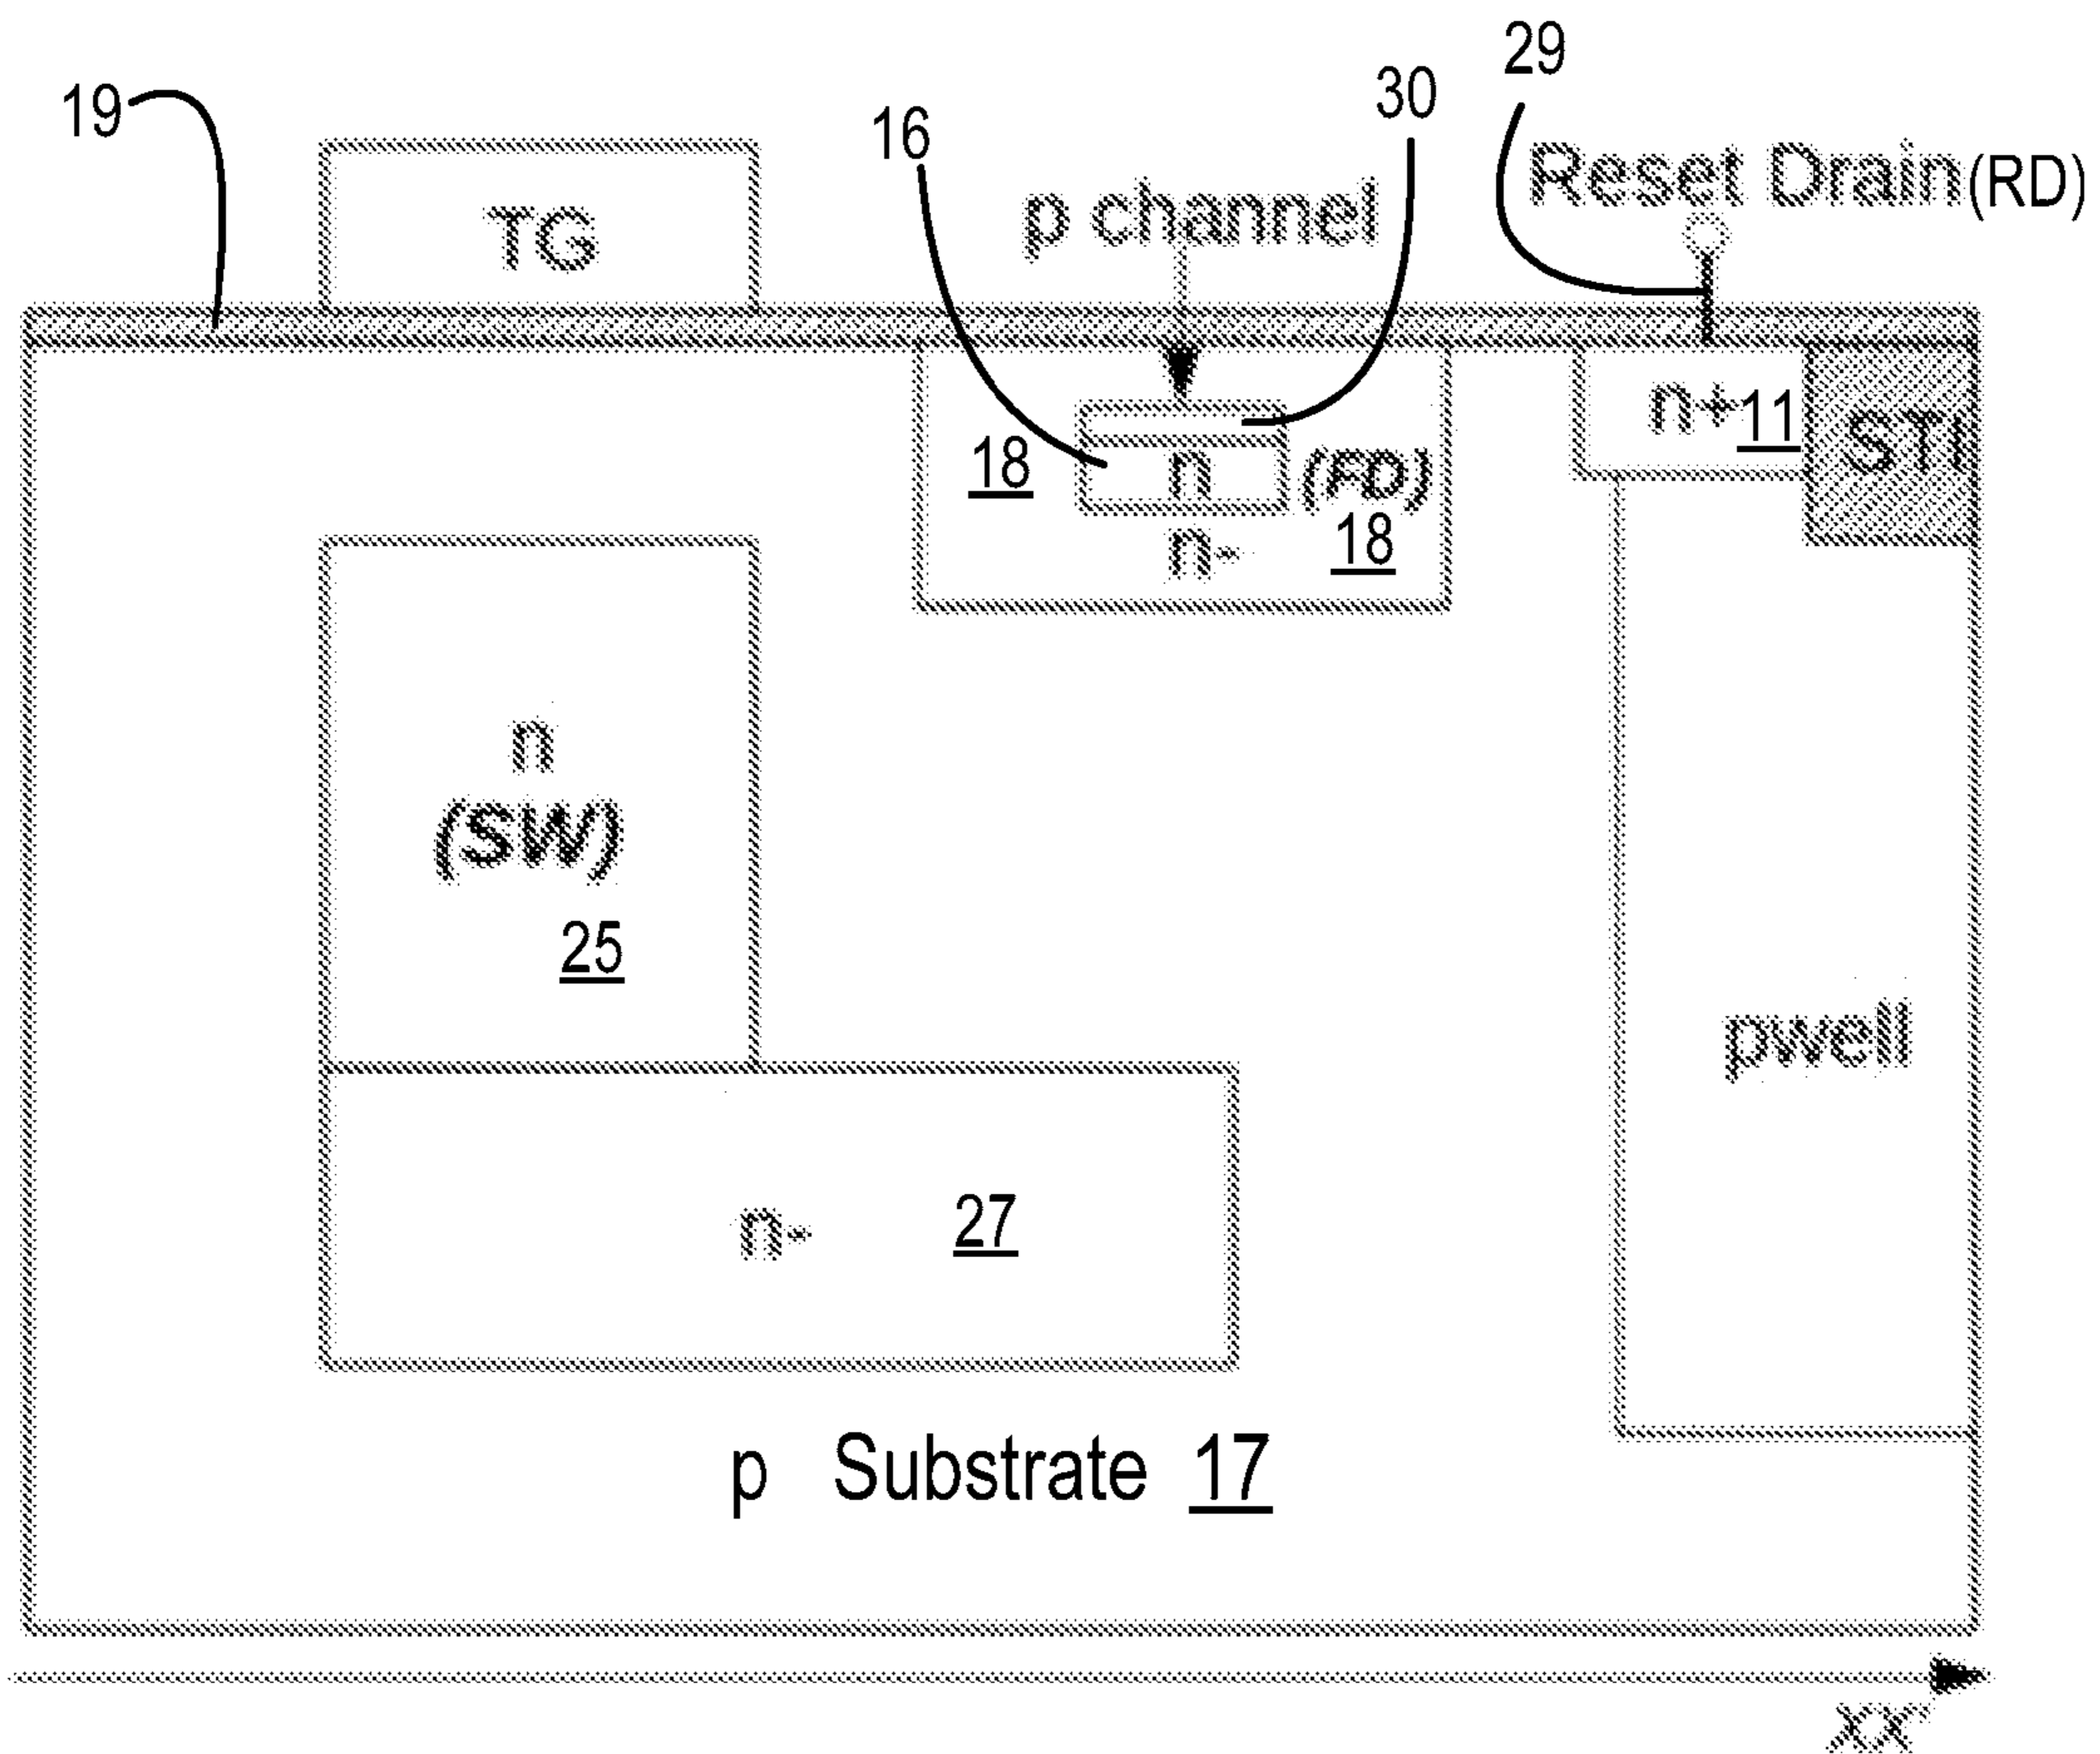 29
30
19
16
Reset Drain (RD)
p channel
TG
n+ 11
STI
18
n
(FD)
18
n-
n
(SW)
25
pwell
n-
27
p Substrate 17
XX'